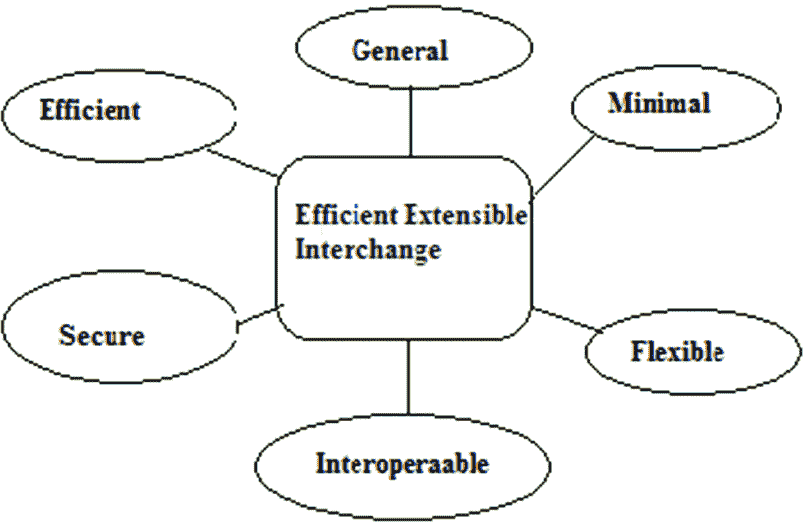 General
Efficient
Minimal
Efficient Extensible
Interchange
Secure
Flexible
Interoperaable